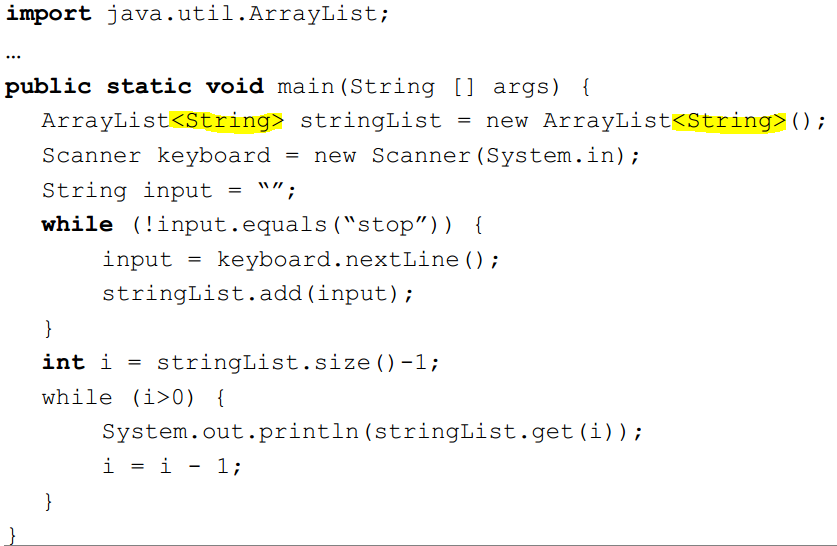 import java.util.ArrayList;
…
public static void main(String [] args) {
ArrayList<String> stringList = new ArrayList<String>();
Scanner keyboard = new Scanner(System.in);
String input = “”;
while (!input.equals(“stop”)) {
input = keyboard.nextLine();
stringList.add(input);
}
int i = stringList.size()-1;
while (i>0) {
System.out.println(stringList.get(i));
i = i - 1;
}
}